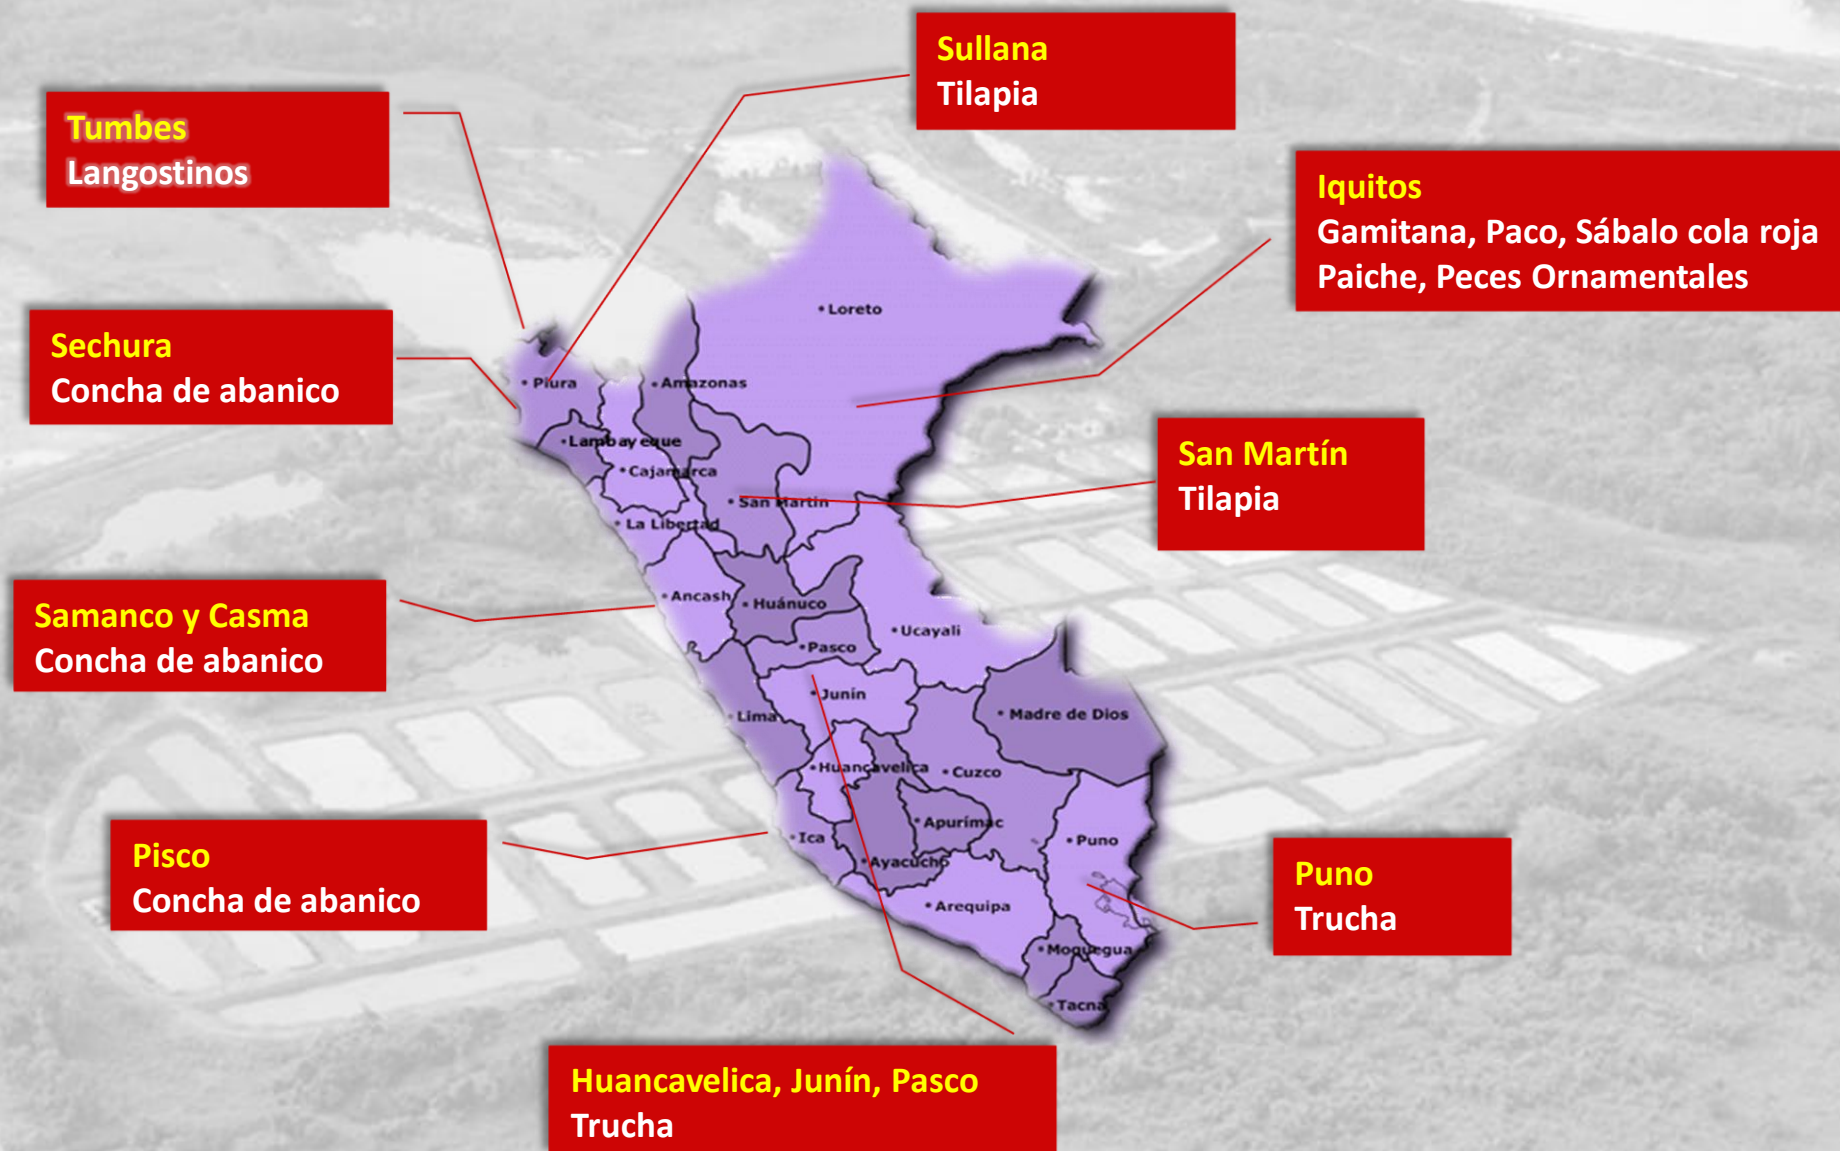 Sullana
Tilapia
Tumbes
Langostinos
Iquitos
Gamitana, Paco, Sábalo cola roja
Paiche, Peces Ornamentales
Sechura
Concha de abanico
San Martín
Tilapia
Samanco y Casma
Concha de abanico
Pisco
Concha de abanico
Puno
Trucha
Huancavelica, Junín, Pasco
Trucha
Loreto
Piura
Amazonas
Lambayeque
Cajamarca
San Martín
La Libertad
Ancash
Huánuco
Ucayali
Pasco
Junín
Lima
Madre de Dios
Huancavelica
Cuzco
Apurímac
Ica
Puno
Ayacucho
Arequipa
Moquegua
Tacna